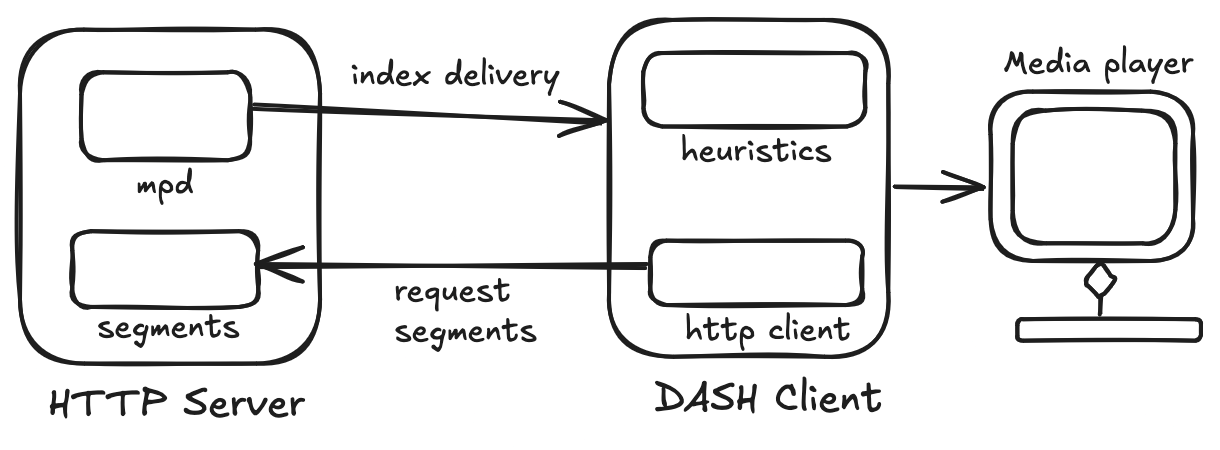 index delivery
Media player
heuristics
mpd
request
segments
segments
http client
HTTP Server
DASH Client